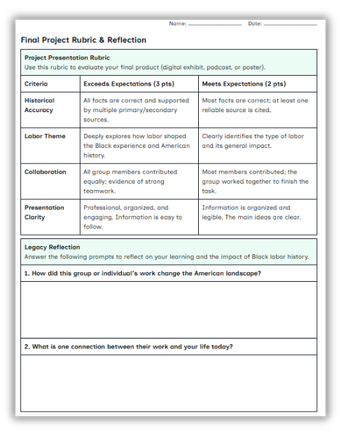 Name: Date:
Final Project Rubric & Reflection
Project Presentation Rubric
Use this rubric to evaluate your final product (digital exhibit, podcast, or poster).
Criteria Exceeds Expectations (3 pts) Meets Expectations (2 pts)
Historical All facts are correct and supported Most facts are correct; at least one
Accuracy by multiple primary/secondary reliable source is cited.
sources.
Labor Theme Deeply explores how labor shaped Clearly identifies the type of labor
the Black experience and American and its general impact.
history.
Collaboration All group members contributed Most members contributed; the
equally; evidence of strong group worked together to finish the
teamwork. task.
Presentation Professional, organized, and Information is organized and
Clarity engaging. Information is easy to legible. The main ideas are clear.
follow.
Legacy Reflection
Answer the following prompts to reflect on your learning and the impact of Black labor history.
1. How did this group or individual's work change the American landscape?
2. What is one connection between their work and your life today?